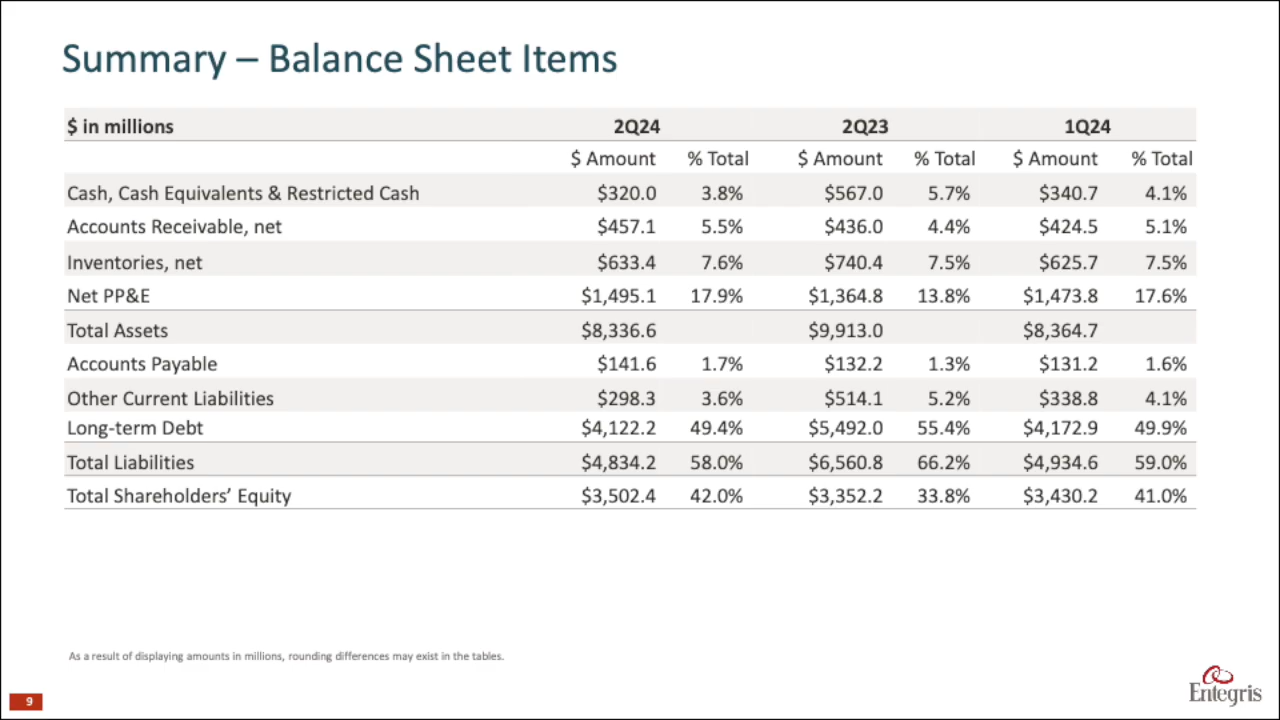 Summary – Balance Sheet Items
$ in millions 2Q24 2Q23 1Q24
$ Amount % Total $ Amount % Total $ Amount % Total
Cash, Cash Equivalents & Restricted Cash $320.0 3.8% $567.0 5.7% $340.7 4.1%
Accounts Receivable, net $457.1 5.5% $436.0 4.4% $424.5 5.1%
Inventories, net $633.4 7.6% $740.4 7.5% $625.7 7.5%
Net PP&E $1,495.1 17.9% $1,364.8 13.8% $1,473.8 17.6%
Total Assets $8,336.6 $9,913.0 $8,364.7
Accounts Payable $141.6 1.7% $132.2 1.3% $131.2 1.6%
Other Current Liabilities $298.3 3.6% $514.1 5.2% $338.8 4.1%
Long-term Debt $4,122.2 49.4% $5,492.0 55.4% $4,172.9 49.9%
Total Liabilities $4,834.2 58.0% $6,560.8 66.2% $4,934.6 59.0%
Total Shareholders’ Equity $3,502.4 42.0% $3,352.2 33.8% $3,430.2 41.0%
As a result of displaying amounts in millions, rounding differences may exist in the tables.
9
Entegris